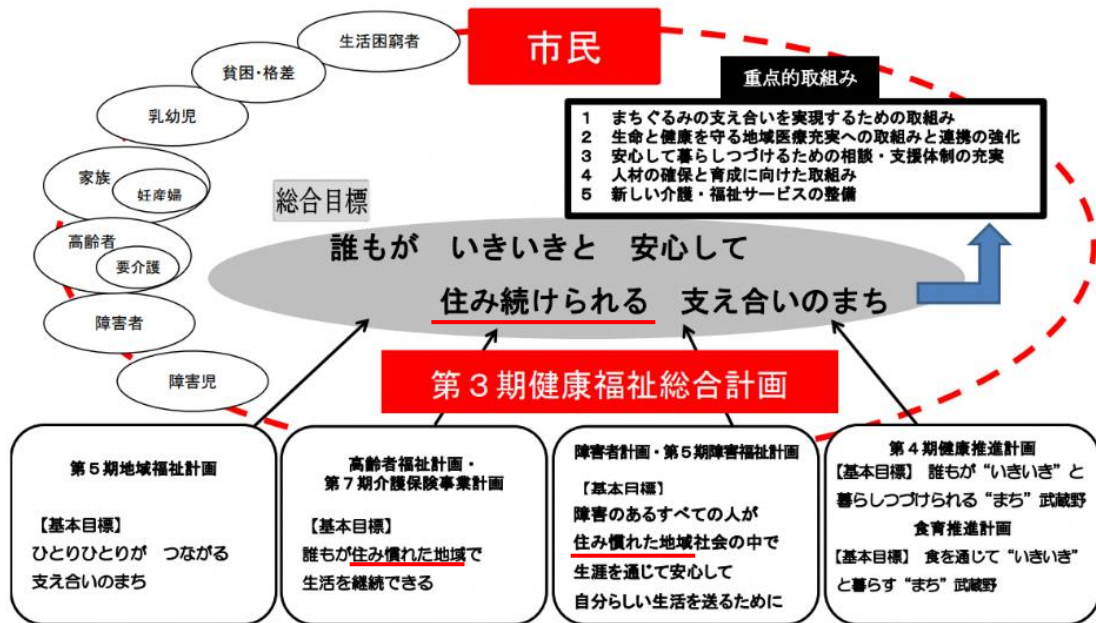 市民
生活困窮者
貧困・格差
乳幼児
家族
妊産婦
高齢者
要介護
障害者
障害児
重点的取組み
1 まちぐるみの支え合いを実現するための取組み
2 生命と健康を守る地域医療充実への取組みと連携の強化
3 安心して暮らしつづけるための相談・支援体制の充実
4 人材の確保と育成に向けた取組み
5 新しい介護・福祉サービスの整備
総合目標
誰もが いきいきと 安心して
住み続けられる 支え合いのまち
第3期健康福祉総合計画
第5期地域福祉計画
【基本目標】
ひとりひとりが つながる
支え合いのまち
高齢者福祉計画・
第7期介護保険事業計画
【基本目標】
誰もが住み慣れた地域で
生活を継続できる
障害者計画・第5期障害福祉計画
【基本目標】
障害のあるすべての人が
住み慣れた地域社会の中で
生涯を通じて安心して
自分らしい生活を送るために
第4期健康推進計画
【基本目標】 誰もが“いきいき”と
暮らしつづけられる“まち”武蔵野
食育推進計画
【基本目標】 食を通じて“いきいき”
と暮らす“まち”武蔵野